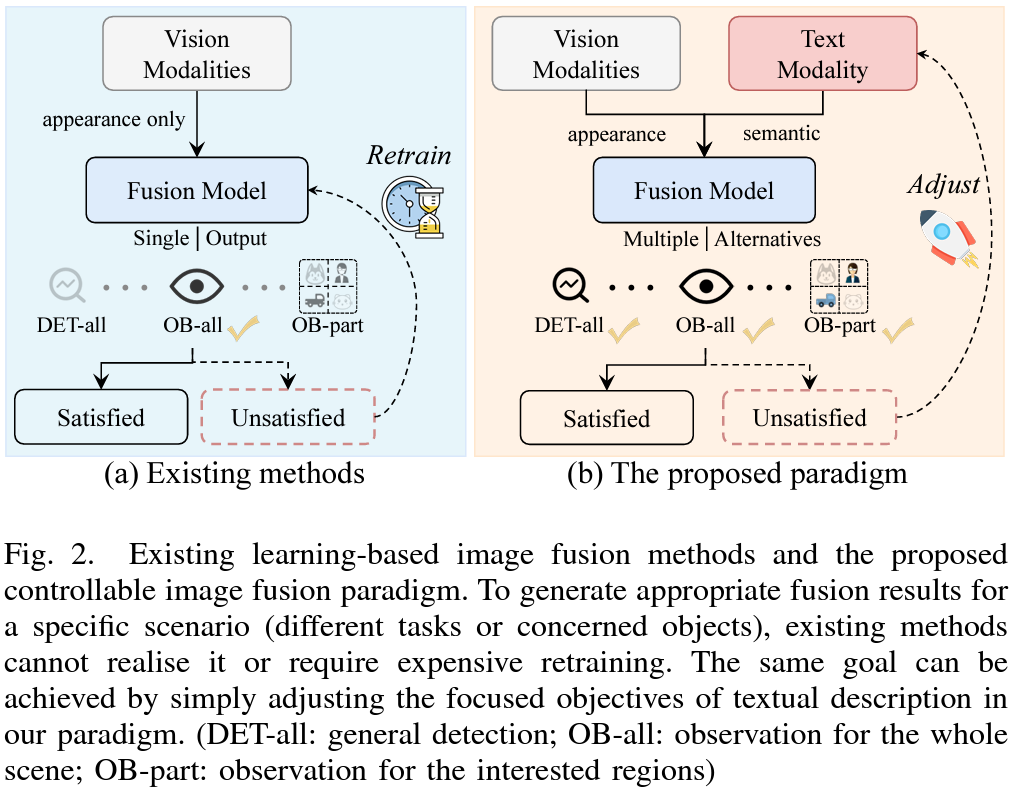 Vision
Modalities
appearance only
Retrain
Fusion Model
Single | Output
DET-all
OB-all
OB-part
Satisfied
Unsatisfied
(a) Existing methods
Vision
Modalities
Text
Modality
appearance
semantic
Adjust
Fusion Model
Multiple | Alternatives
DET-all
OB-all
OB-part
Satisfied
Unsatisfied
(b) The proposed paradigm
Fig. 2. Existing learning-based image fusion methods and the proposed
controllable image fusion paradigm. To generate appropriate fusion results for
a specific scenario (different tasks or concerned objects), existing methods
cannot realise it or require expensive retraining. The same goal can be
achieved by simply adjusting the focused objectives of textual description in
our paradigm. (DET-all: general detection; OB-all: observation for the whole
scene; OB-part: observation for the interested regions)